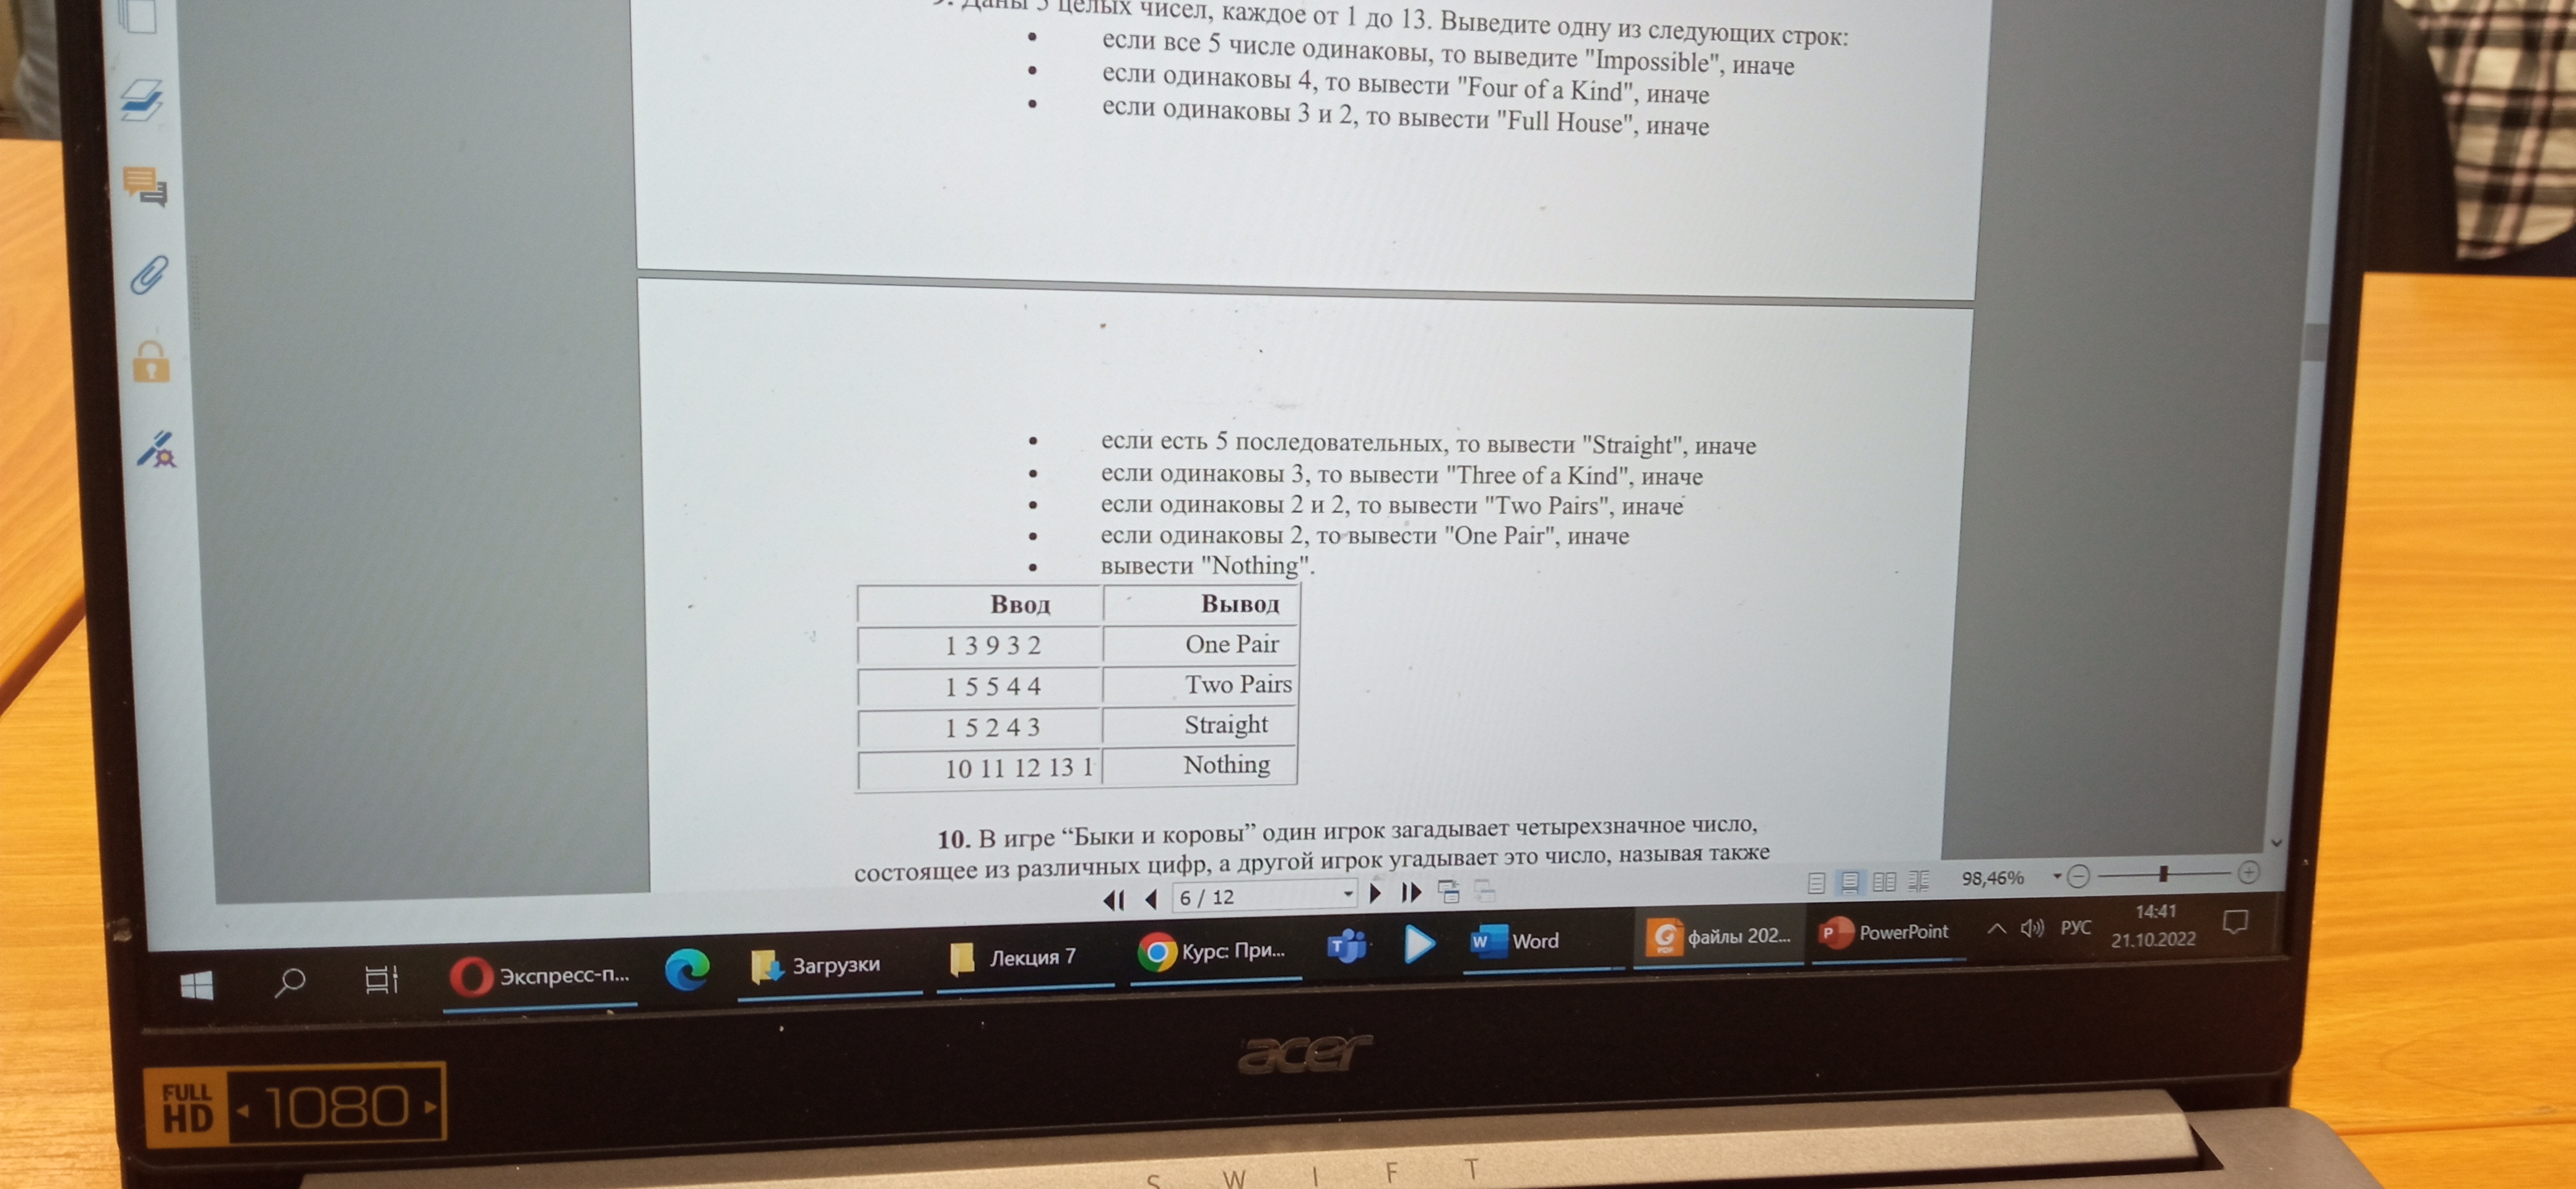 9. Даны 5 целых чисел, каждое от 1 до 13. Выведите одну из следующих строк:
• если все 5 числе одинаковы, то выведите "Impossible", иначе
• если одинаковы 4, то вывести "Four of a Kind", иначе
• если одинаковы 3 и 2, то вывести "Full House", иначе
• если есть 5 последовательных, то вывести "Straight", иначе
• если одинаковы 3, то вывести "Three of a Kind", иначе
• если одинаковы 2 и 2, то вывести "Two Pairs", иначе
• если одинаковы 2, то вывести "One Pair", иначе
• вывести "Nothing".
Ввод Вывод
1 3 9 3 2 One Pair
1 5 5 4 4 Two Pairs
1 5 2 4 3 Straight
10 11 12 13 1 Nothing
10. В игре “Быки и коровы” один игрок загадывает четырехзначное число,
состоящее из различных цифр, а другой игрок угадывает это число, называя также
6 / 12 98,46%
Экспресс-п... Загрузки Лекция 7 Курс: При... Word файлы 202... PowerPoint РУС 14:41
21.10.2022
acer
FULL HD 1080
SWIFT